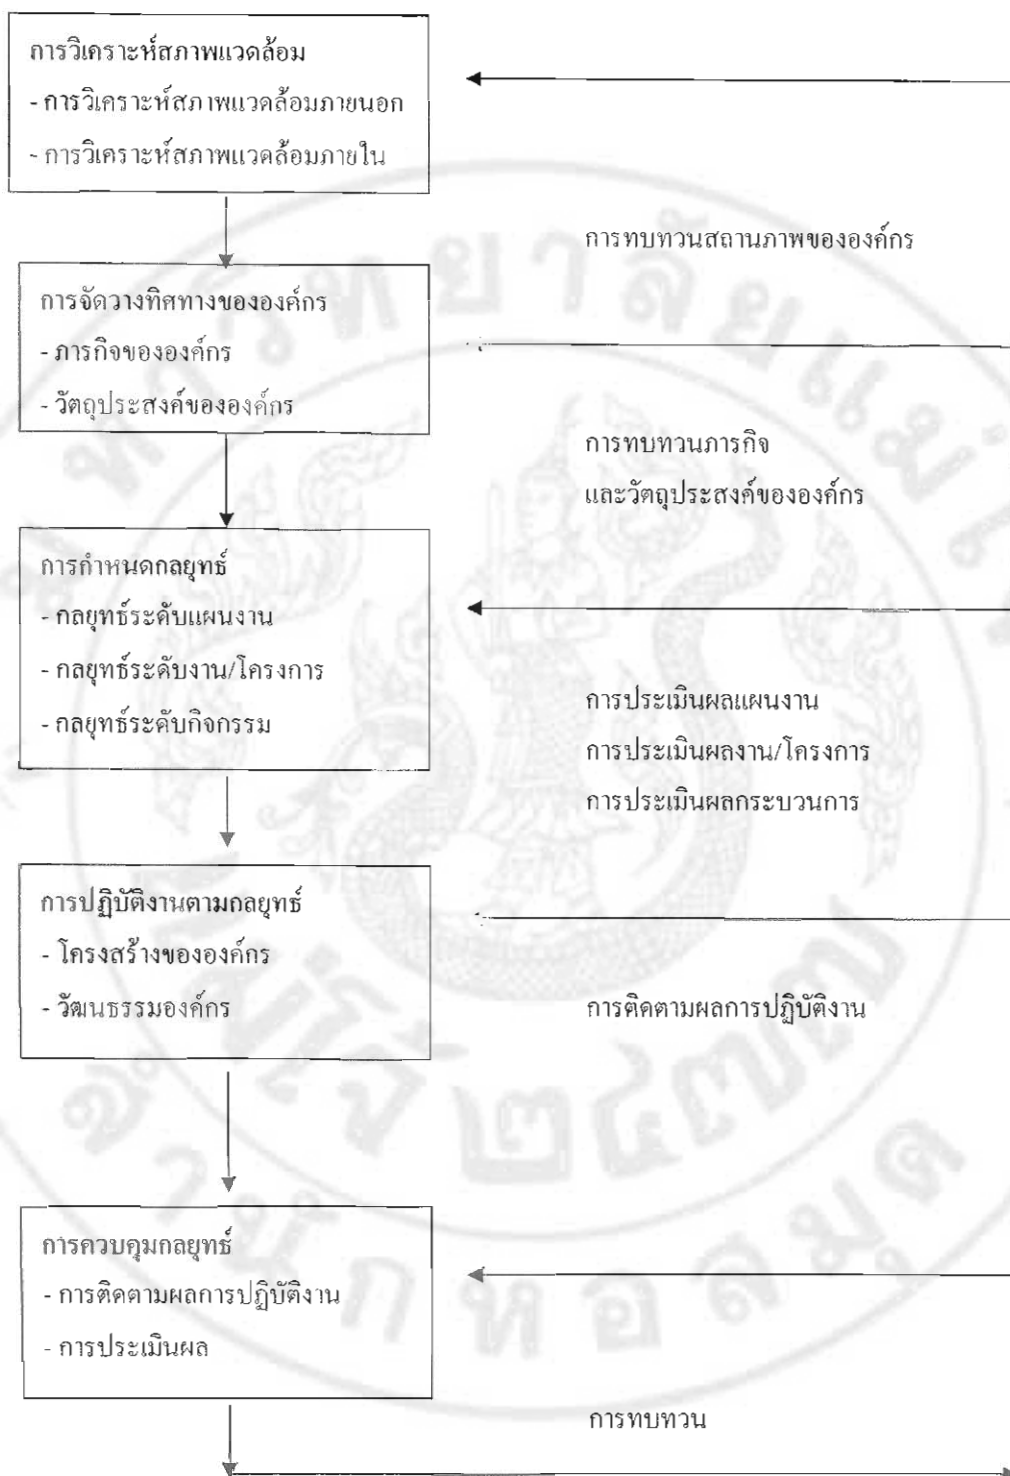 การวิเคราะห์สภาพแวดล้อม
- การวิเคราะห์สภาพแวดล้อมภายนอก
- การวิเคราะห์สภาพแวดล้อมภายใน
การทบทวนสถานภาพขององค์กร
การจัดวางทิศทางขององค์กร
- ภารกิจขององค์กร
- วัตถุประสงค์ขององค์กร
การทบทวนภารกิจ
และวัตถุประสงค์ขององค์กร
การกำหนดกลยุทธ์
- กลยุทธ์ระดับแผนงาน
- กลยุทธ์ระดับงาน/โครงการ
- กลยุทธ์ระดับกิจกรรม
การประเมินผลแผนงาน
การประเมินผลงาน/โครงการ
การประเมินผลกระบวนการ
การปฏิบัติงานตามกลยุทธ์
- โครงสร้างขององค์กร
- วัฒนธรรมองค์กร
การติดตามผลการปฏิบัติงาน
การควบคุมกลยุทธ์
- การติดตามผลการปฏิบัติงาน
- การประเมินผล
การทบทวน
สำนักหอสมุด
๒๔๗๗